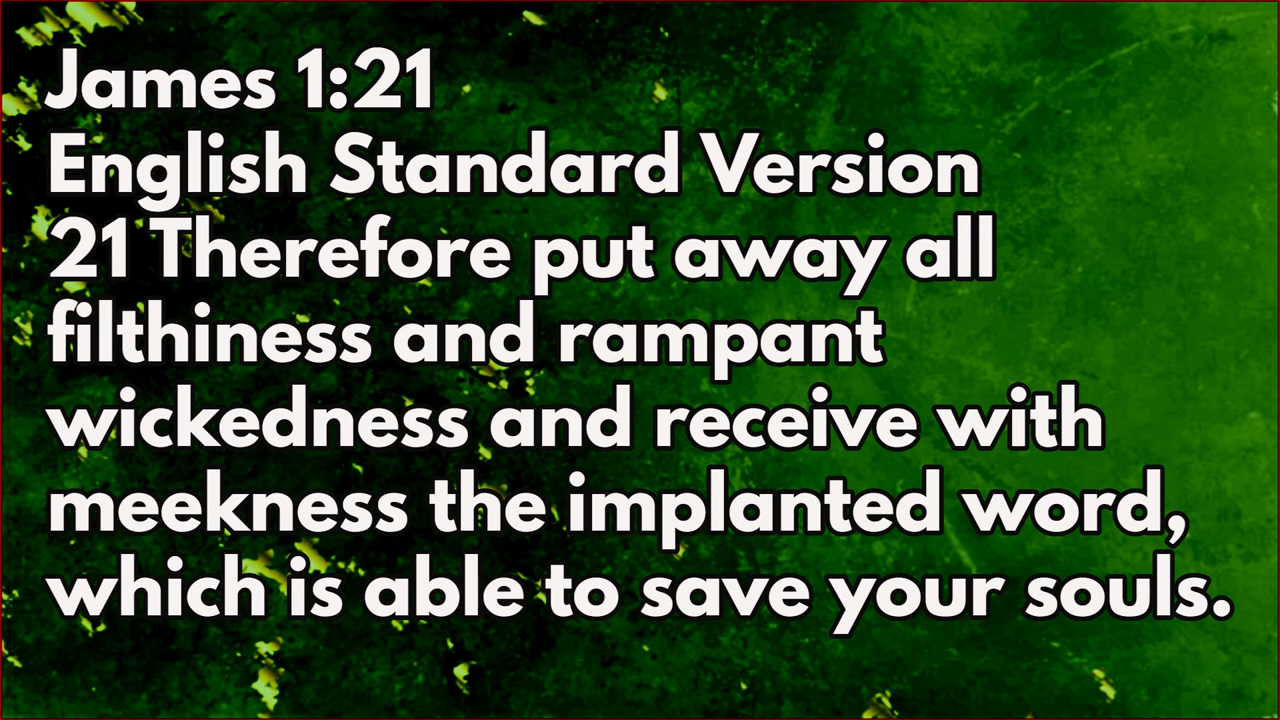 James 1:21
English Standard Version
21 Therefore put away all
filthiness and rampant
wickedness and receive with
meekness the implanted word,
which is able to save your souls.